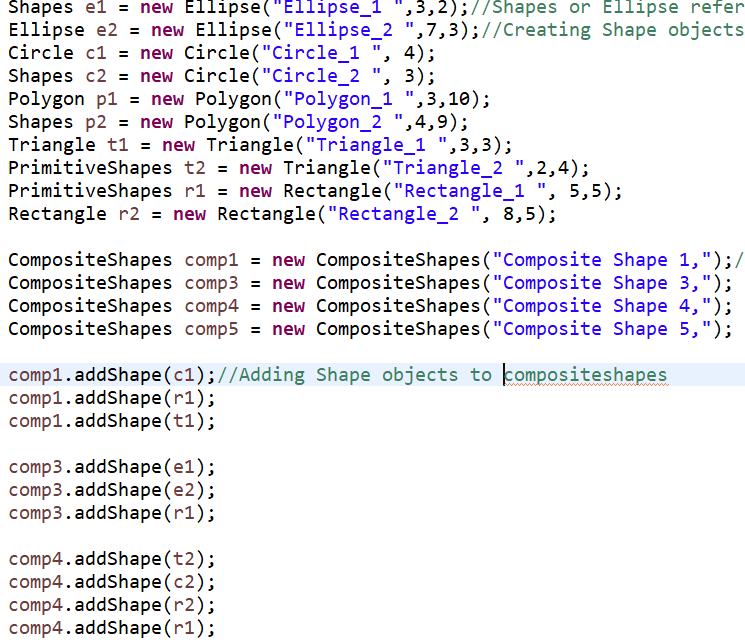 Shapes e1 = new Ellipse("Ellipse_1 ",3,2);//Shapes or Ellipse refer
Ellipse e2 = new Ellipse("Ellipse_2 ",7,3);//Creating Shape objects
Circle c1 = new Circle("Circle_1 ", 4);
Shapes c2 = new Circle("Circle_2 ", 3);
Polygon p1 = new Polygon("Polygon_1 ",3,10);
Shapes p2 = new Polygon("Polygon_2 ",4,9);
Triangle t1 = new Triangle("Triangle_1 ",3,3);
PrimitiveShapes t2 = new Triangle("Triangle_2 ",2,4);
PrimitiveShapes r1 = new Rectangle("Rectangle_1 ", 5,5);
Rectangle r2 = new Rectangle("Rectangle_2 ", 8,5);
CompositeShapes comp1 = new CompositeShapes("Composite Shape 1,");/
CompositeShapes comp3 = new CompositeShapes("Composite Shape 3,");
CompositeShapes comp4 = new CompositeShapes("Composite Shape 4,");
CompositeShapes comp5 = new CompositeShapes("Composite Shape 5,");
comp1.addShape(c1);//Adding Shape objects to compositeshapes
comp1.addShape(r1);
comp1.addShape(t1);
comp3.addShape(e1);
comp3.addShape(e2);
comp3.addShape(r1);
comp4.addShape(t2);
comp4.addShape(c2);
comp4.addShape(r2);
comp4.addShape(r1);